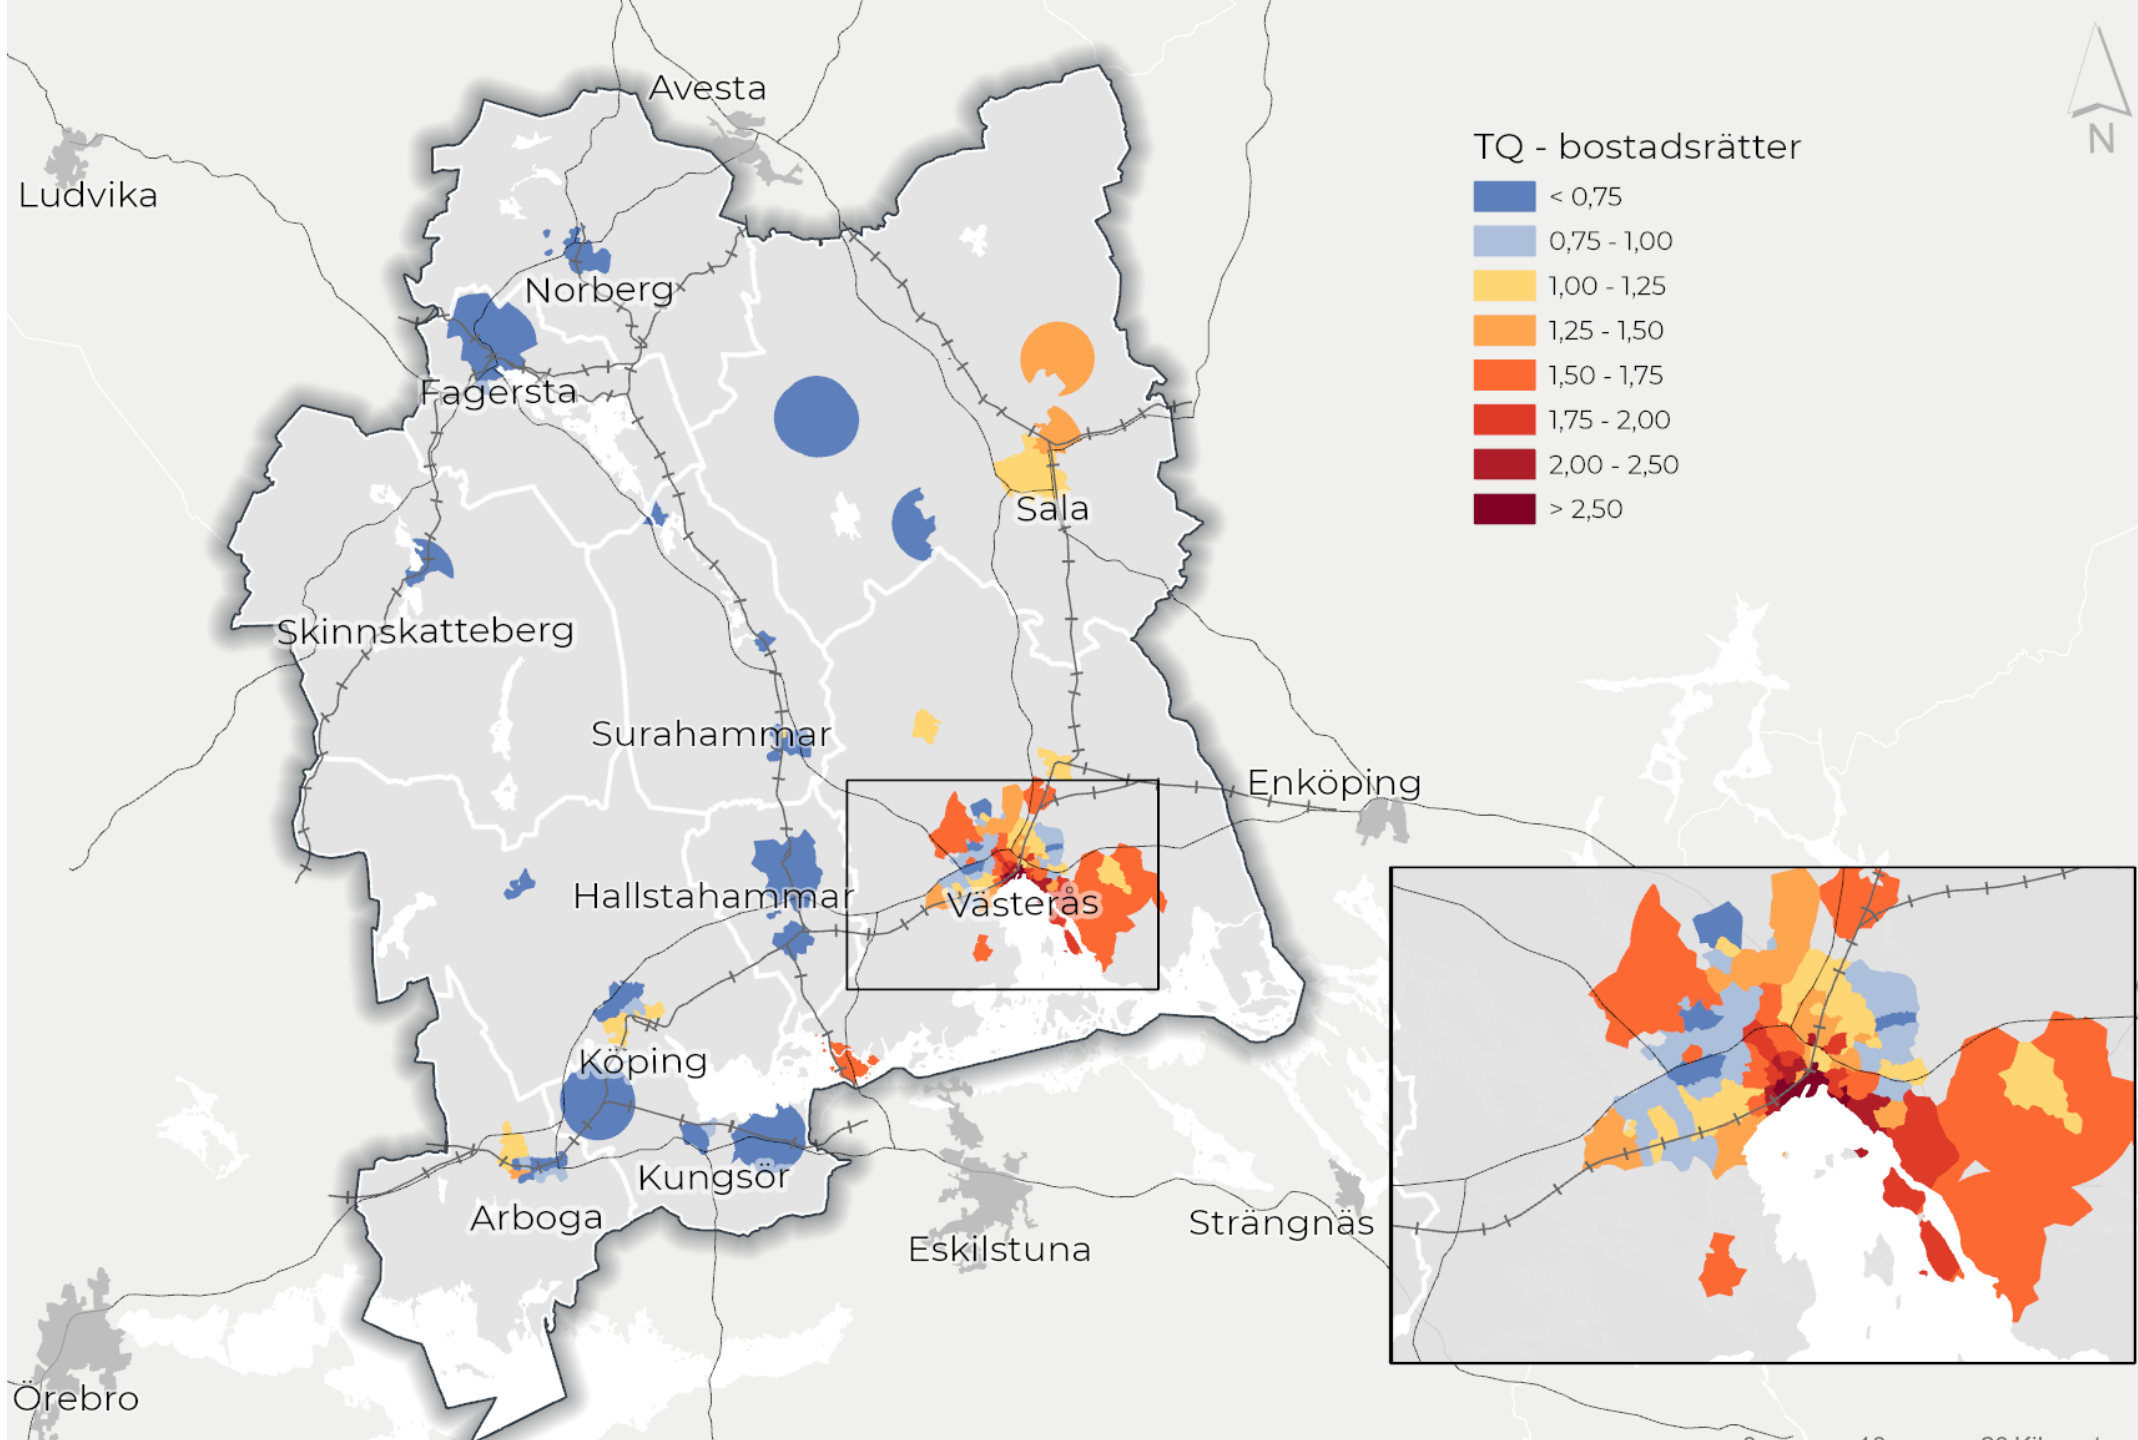 Avesta
Ludvika
N
TQ - bostadsrätter
< 0,75
0,75 - 1,00
1,00 - 1,25
1,25 - 1,50
1,50 - 1,75
1,75 - 2,00
2,00 - 2,50
> 2,50
Norberg
Fagersta
Sala
Skinnskatteberg
Surahammar
Enköping
Hallstahammar
Västerås
Köping
Kungsör
Arboga
Strängnäs
Eskilstuna
Örebro